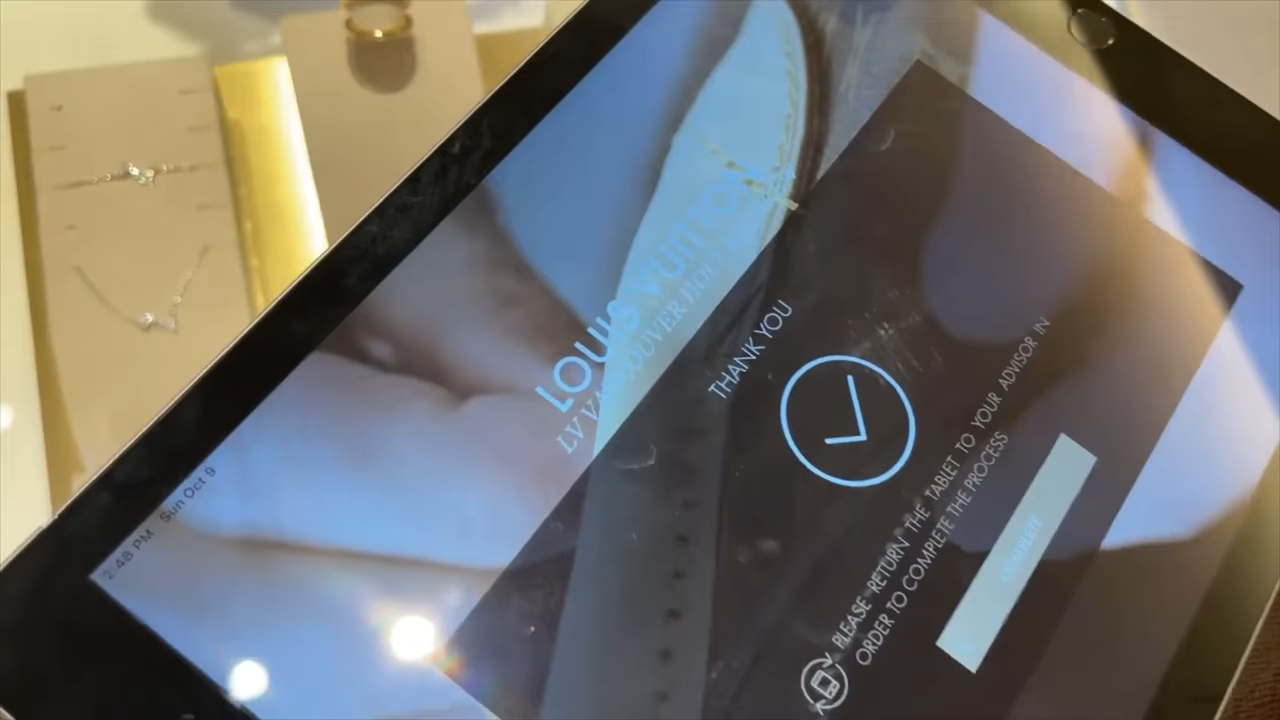 2:48 PM Sun Oct 9
LOUIS VUITTON
LV VANCOUVER
THANK YOU
PLEASE RETURN THE TABLET TO YOUR ADVISOR IN
ORDER TO COMPLETE THE PROCESS
COMPLETE